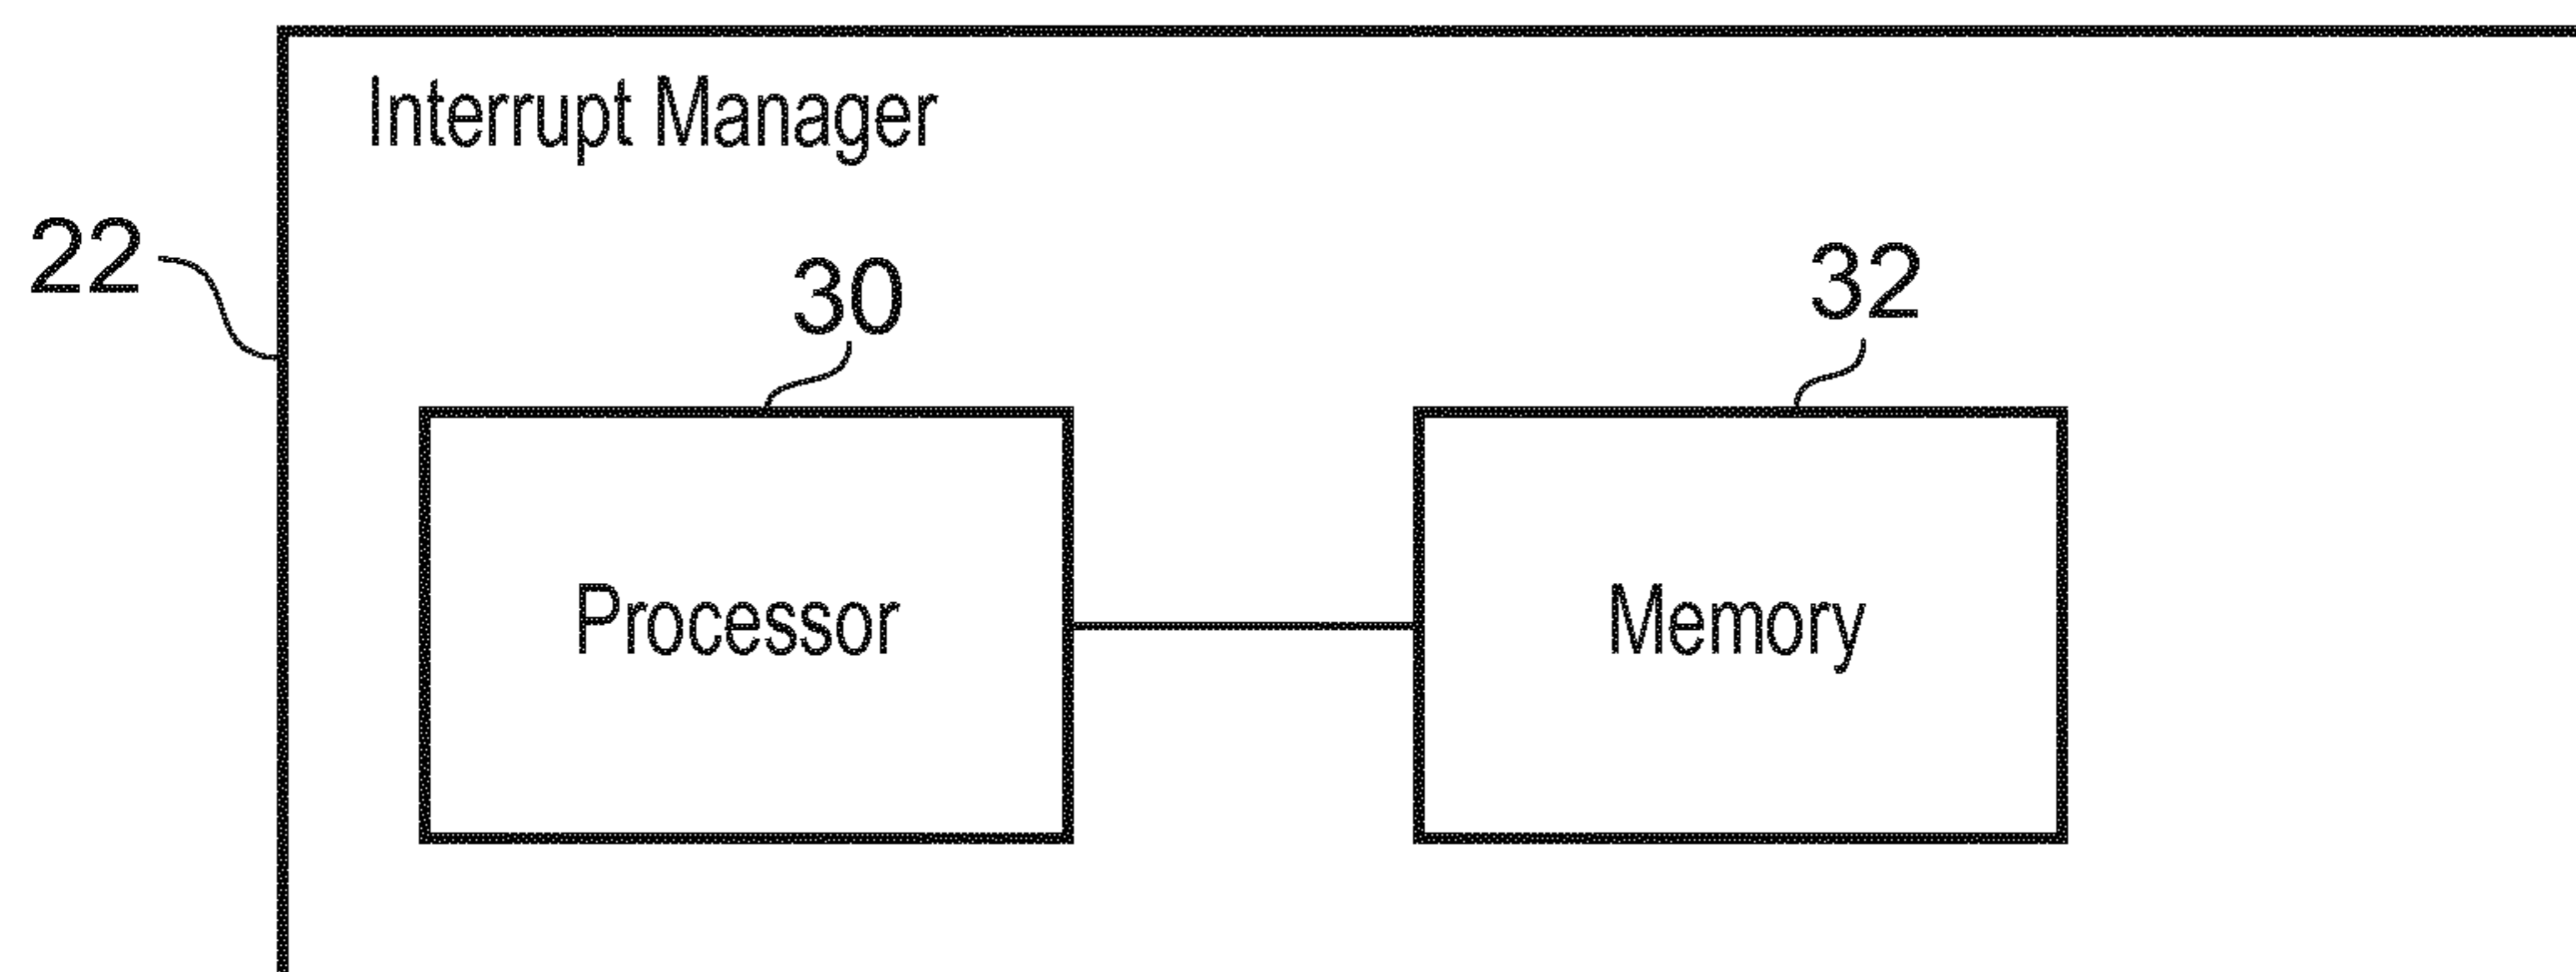 Interrupt Manager
22
30
32
Processor
Memory